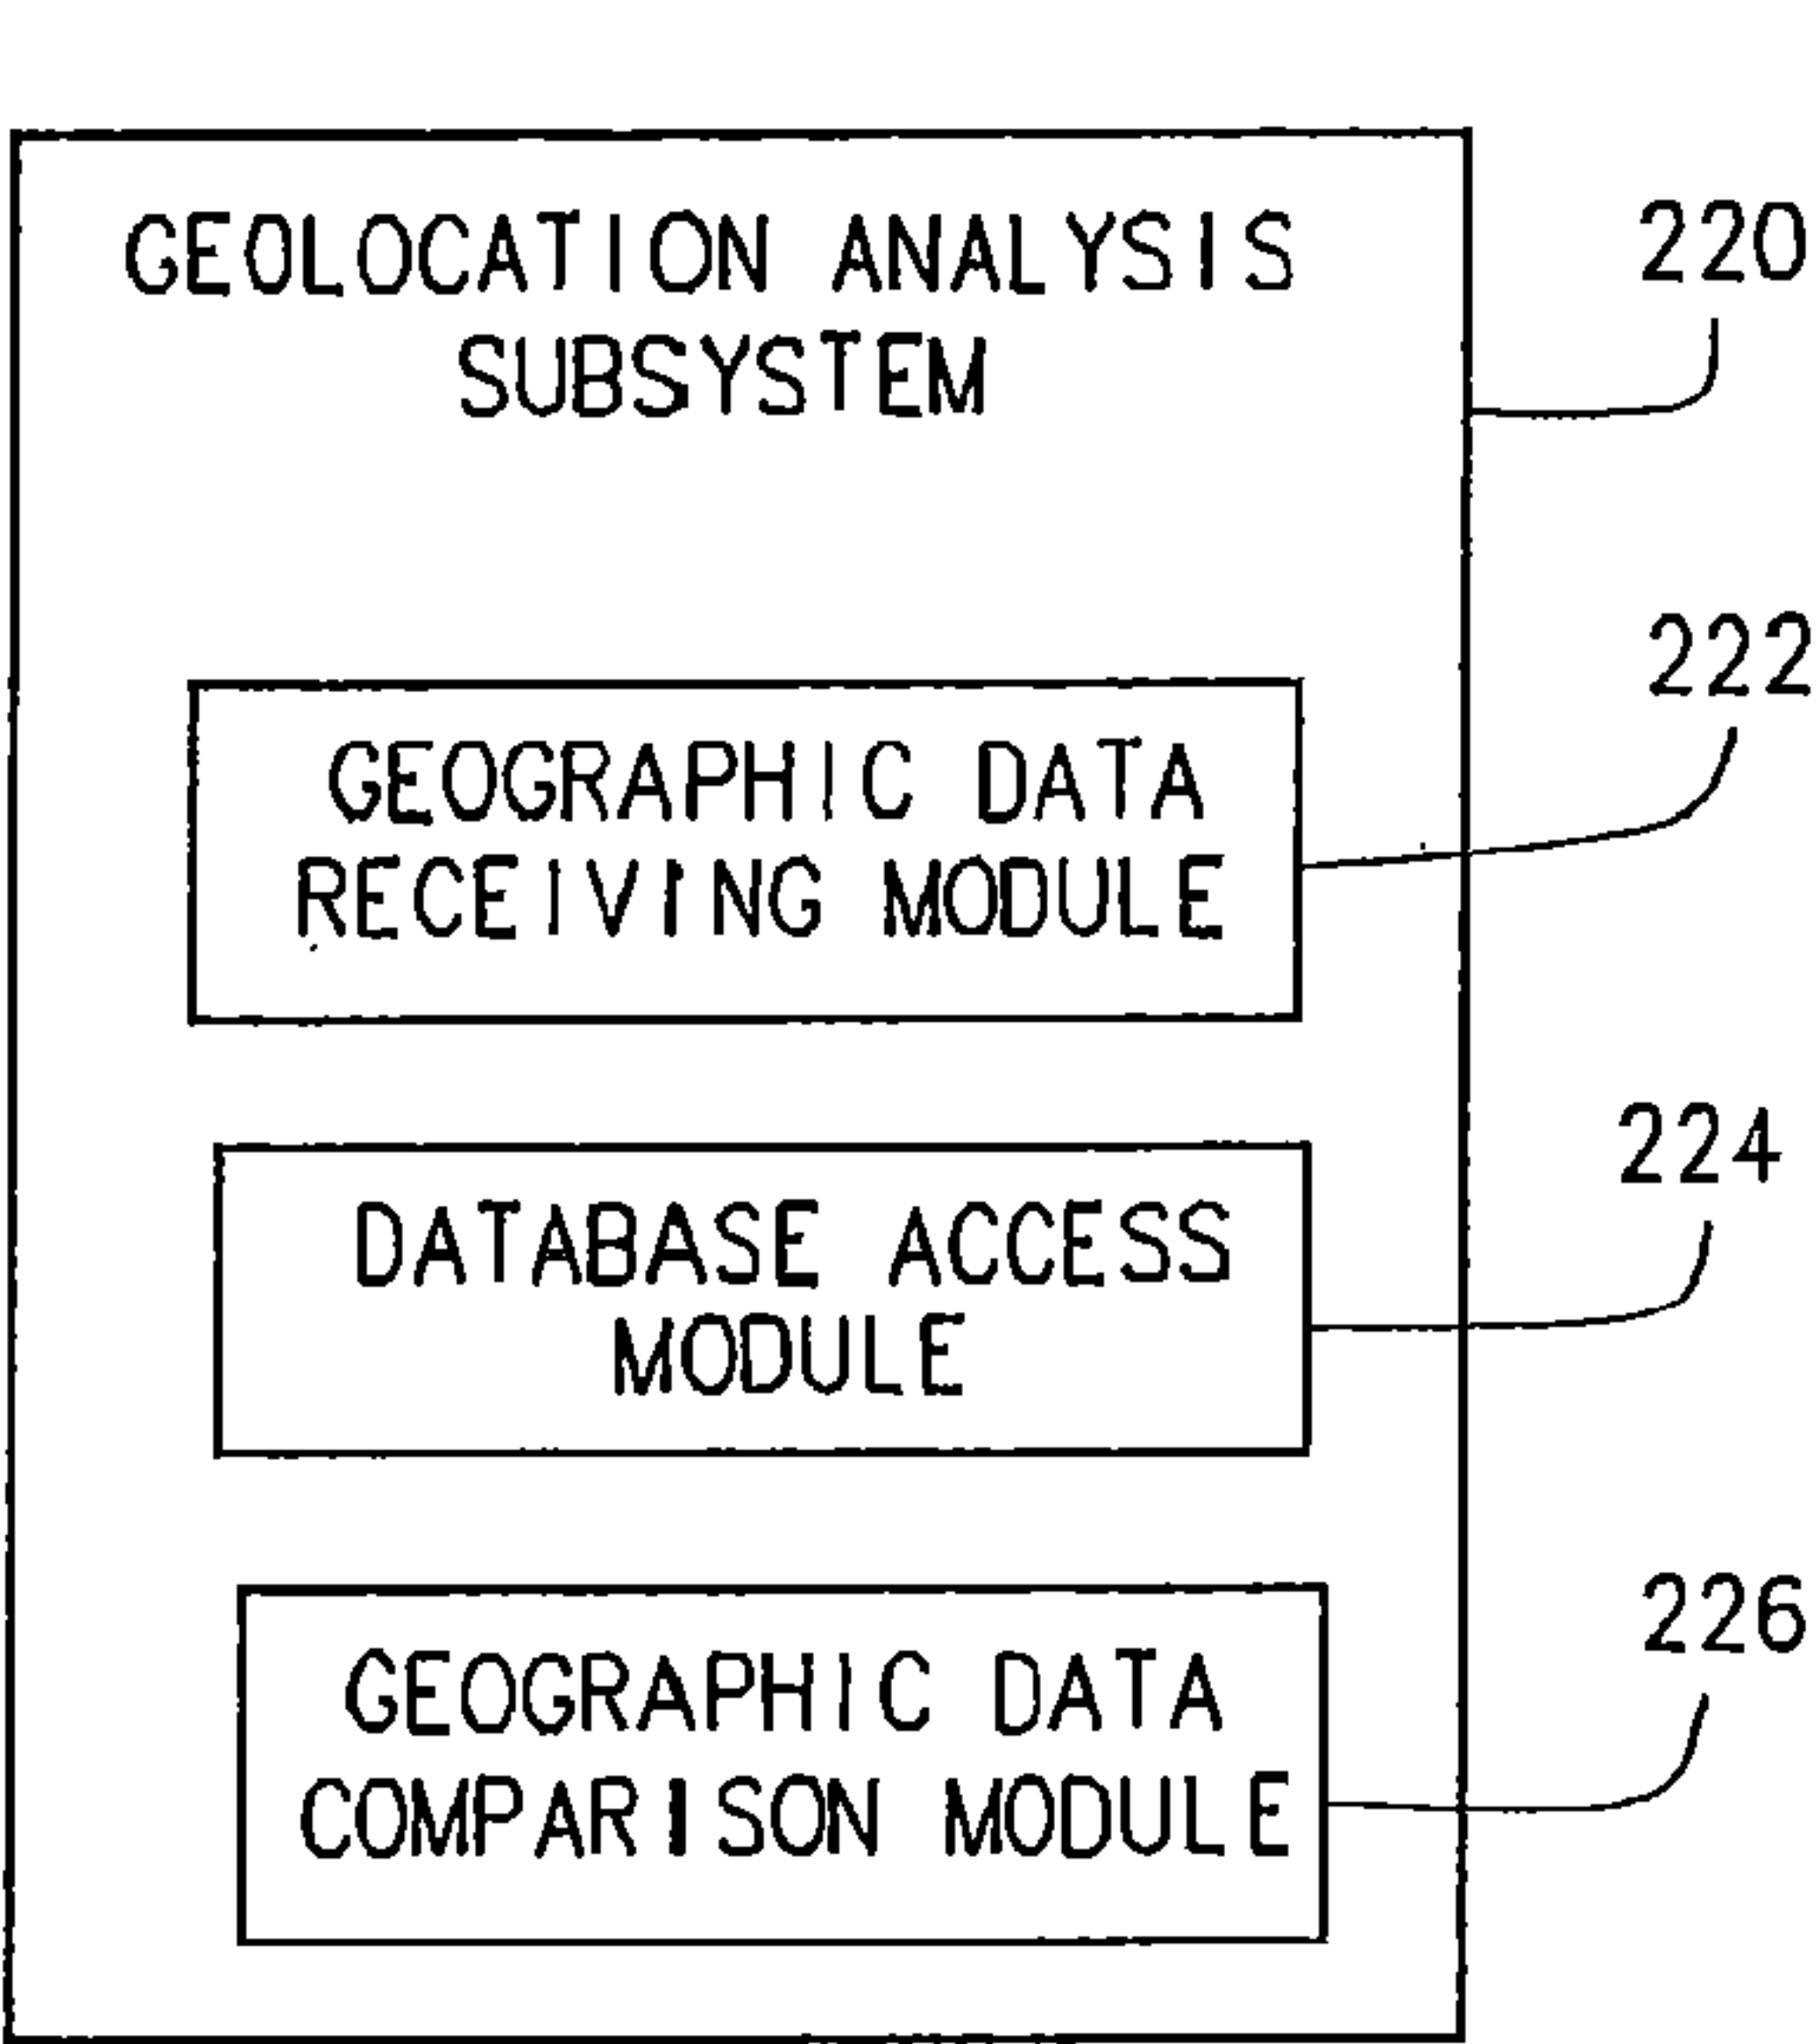 GEOLOCATION ANALYSIS
SUBSYSTEM
220
222
GEOGRAPHIC DATA
RECEIVING MODULE
224
DATABASE ACCESS
MODULE
226
GEOGRAPHIC DATA
COMPARISON MODULE